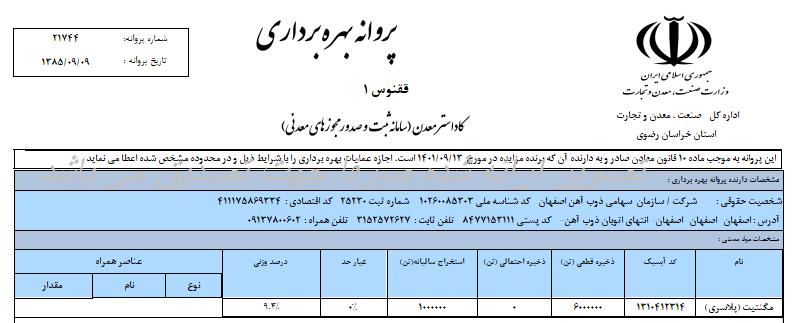 جمهوری اسلامی ایران
وزارت صنعت، معدن و تجارت
اداره کل صنعت ، معدن و تجارت
استان خراسان رضوی
پروانه بهره برداری
ققنوس ۱
کاداستر معدن (سامانه ثبت و صدور مجوزهای معدنی)
شماره پروانه: ۲۱۷۴۴
تاریخ پروانه : ۱۳۸۵/۰۹/۰۹
این پروانه به موجب ماده ۱۰ قانون معادن صادر و به دارنده آن که برنده مزایده در مورخ ۱۴۰۱/۰۹/۱۳ است، اجازه عملیات بهره برداری را با شرایط ذیل و در محدوده مشخص شده اعطا می نماید
مشخصات دارنده پروانه بهره برداری :
شخصیت حقوقی : شرکت / سازمان سهامی ذوب آهن اصفهان کد شناسه ملی ۱۰۲۶۰۰۸۵۳۰۳ شماره ثبت ۲۵۲۳۰ کد اقتصادی : ۴۱۱۱۷۵۸۶۹۳۳۴
آدرس : اصفهان اصفهان اصفهان- انتهای اتوبان ذوب آهن- کد پستی ۸۴۷۷۱۵۳۱۱۱ تلفن ثابت : ۳۱۵۲۵۷۲۶۲۷ تلفن همراه : ۰۹۱۳۷۸۰۰۶۰۲
مشخصات مواد معدنی :
نام کد آیسیک ذخیره قطعی (تن) ذخیره احتمالی (تن) استخراج سالیانه(تن) عیار حد درصد وزنی عناصر همراه
نوع نام مقدار
مگنتیت (پلاسری) ۱۳۱۰۴۱۲۳۱۴ ۶۰۰۰۰۰۰ ۰ ۱۰۰۰۰۰۰ ۰% ۹.۴%